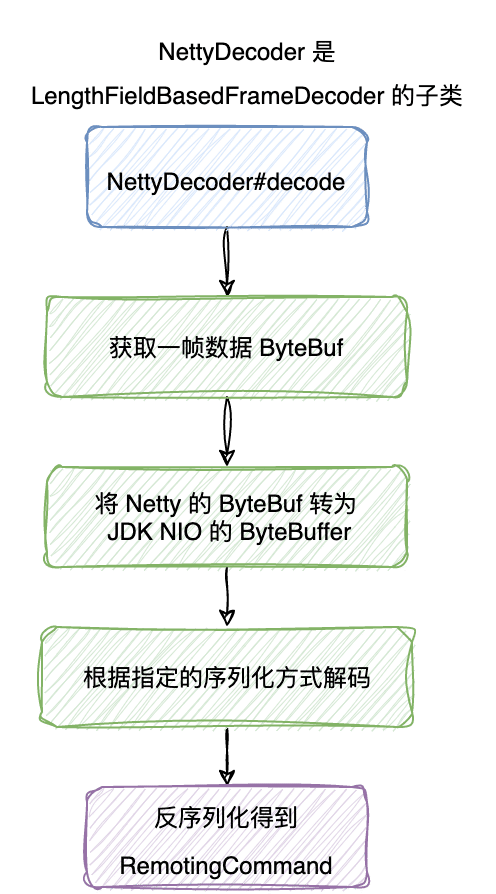 NettyDecoder 是
LengthFieldBasedFrameDecoder 的子类
NettyDecoder#decode
获取一帧数据 ByteBuf
将 Netty 的 ByteBuf 转为
JDK NIO 的 ByteBuffer
根据指定的序列化方式解码
反序列化得到
RemotingCommand